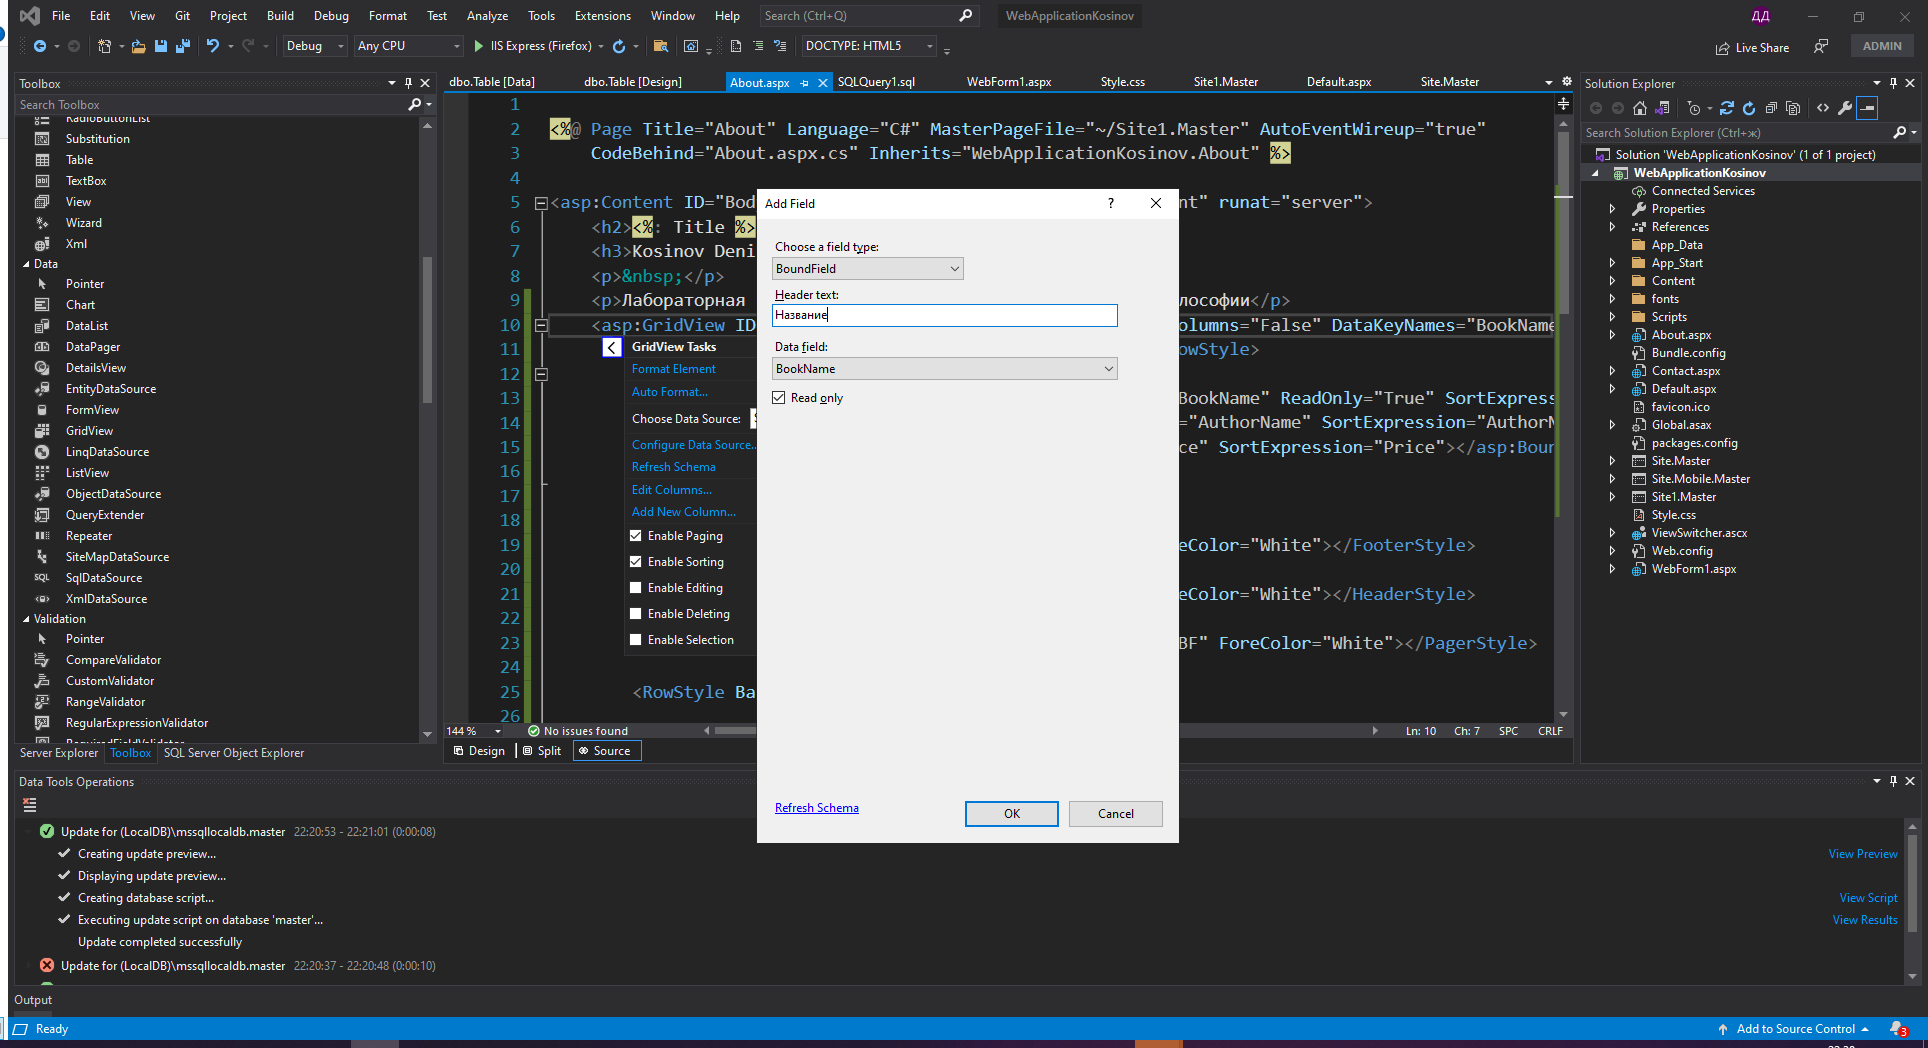 File Edit View Git Project Build Debug Format Test Analyze Tools Extensions Window Help Search (Ctrl+Q) WebApplicationKosinov ДД
Debug Any CPU IIS Express (Firefox) DOCTYPE: HTML5 Live Share ADMIN
Toolbox
Search Toolbox
RadioButtonList
Substitution
Table
TextBox
View
Wizard
Xml
Data
Pointer
Chart
DataList
DataPager
DetailsView
EntityDataSource
FormView
GridView
LinqDataSource
ListView
ObjectDataSource
QueryExtender
Repeater
SiteMapDataSource
SqlDataSource
XmlDataSource
Validation
Pointer
CompareValidator
CustomValidator
RangeValidator
RegularExpressionValidator
RequiredFieldValidator
Server Explorer Toolbox SQL Server Object Explorer
dbo.Table [Data] dbo.Table [Design] About.aspx SQLQuery1.sql WebForm1.aspx Style.css Site1.Master Default.aspx Site.Master
1
2 <%@ Page Title="About" Language="C#" MasterPageFile="~/Site1.Master" AutoEventWireup="true"
3 CodeBehind="About.aspx.cs" Inherits="WebApplicationKosinov.About" %>
4
5 <asp:Content ID="Bod nt" runat="server">
6 <h2><%: Title %>
7 <h3>Kosinov Deni
8 <p>&nbsp;</p>
9 <p>Лабораторная лософии</p>
10 <asp:GridView ID olumns="False" DataKeyNames="BookName
11 owStyle>
12
13 BookName" ReadOnly="True" SortExpress
14 ="AuthorName" SortExpression="AuthorN
15 ce" SortExpression="Price"></asp:Boun
16
17
18
19 eColor="White"></FooterStyle>
20
21 eColor="White"></HeaderStyle>
22
23 BF" ForeColor="White"></PagerStyle>
24
25 <RowStyle Ba
26
GridView Tasks
Format Element
Auto Format...
Choose Data Source:
Configure Data Source...
Refresh Schema
Edit Columns...
Add New Column...
Enable Paging
Enable Sorting
Enable Editing
Enable Deleting
Enable Selection
144 % No issues found Ln: 10 Ch: 7 SPC CRLF
Design Split Source
Add Field ?
Choose a field type:
BoundField
Header text:
Название
Data field:
BookName
Read only
Refresh Schema OK Cancel
Solution Explorer
Search Solution Explorer (Ctrl+ж)
Solution 'WebApplicationKosinov' (1 of 1 project)
WebApplicationKosinov
Connected Services
Properties
References
App_Data
App_Start
Content
fonts
Scripts
About.aspx
Bundle.config
Contact.aspx
Default.aspx
favicon.ico
Global.asax
packages.config
Site.Master
Site.Mobile.Master
Site1.Master
Style.css
ViewSwitcher.ascx
Web.config
WebForm1.aspx
Data Tools Operations
Update for (LocalDB)\mssqllocaldb.master 22:20:53 - 22:21:01 (0:00:08)
Creating update preview... View Preview
Displaying update preview...
Creating database script... View Script
Executing update script on database 'master'... View Results
Update completed successfully
Update for (LocalDB)\mssqllocaldb.master 22:20:37 - 22:20:48 (0:00:10)
Output
Ready Add to Source Control 3